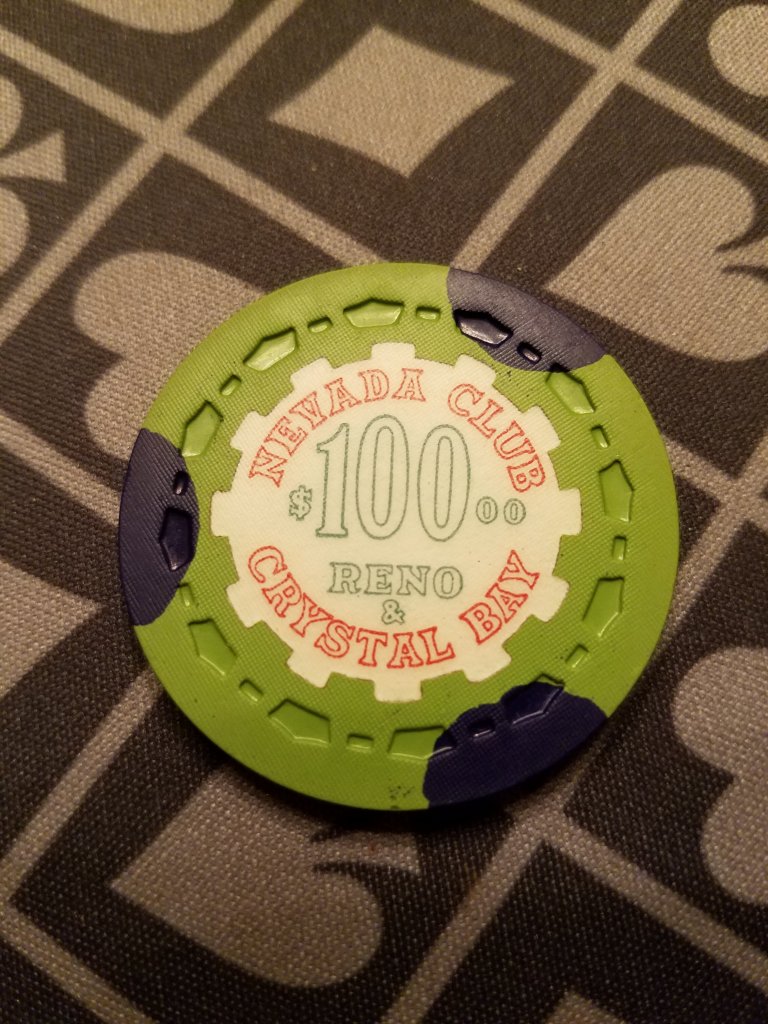 NEVADA CLUB
$100.00
RENO
&
CRYSTAL BAY